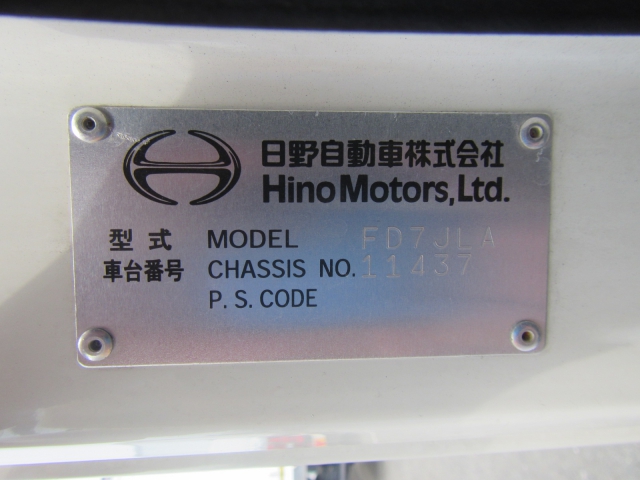 日野自動車株式会社
Hino Motors, Ltd.
型式 MODEL FD7JLA
車台番号 CHASSIS NO. 11437
P.S.CODE